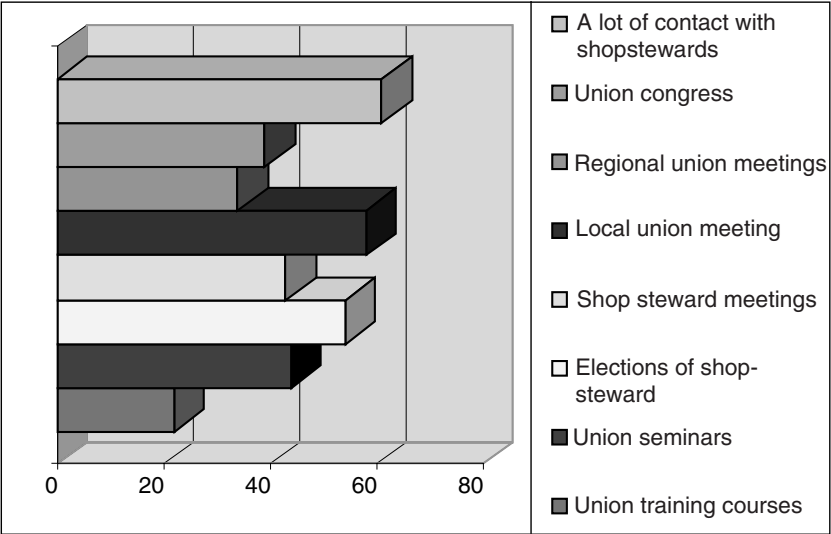 A lot of contact with
shopstewards
Union congress
Regional union meetings
Local union meeting
Shop steward meetings
Elections of shop-
steward
Union seminars
Union training courses
0 20 40 60 80